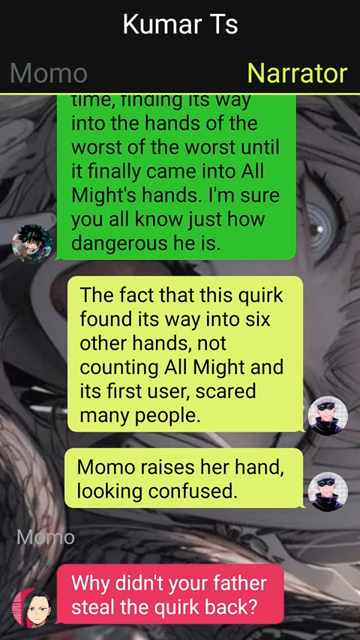 Kumar Ts
Momo
Narrator
time, finding its way
into the hands of the
worst of the worst until
it finally came into All
Might's hands. I'm sure
you all know just how
dangerous he is.
The fact that this quirk
found its way into six
other hands, not
counting All Might and
its first user, scared
many people.
Momo raises her hand,
looking confused.
Momo
Why didn't your father
steal the quirk back?